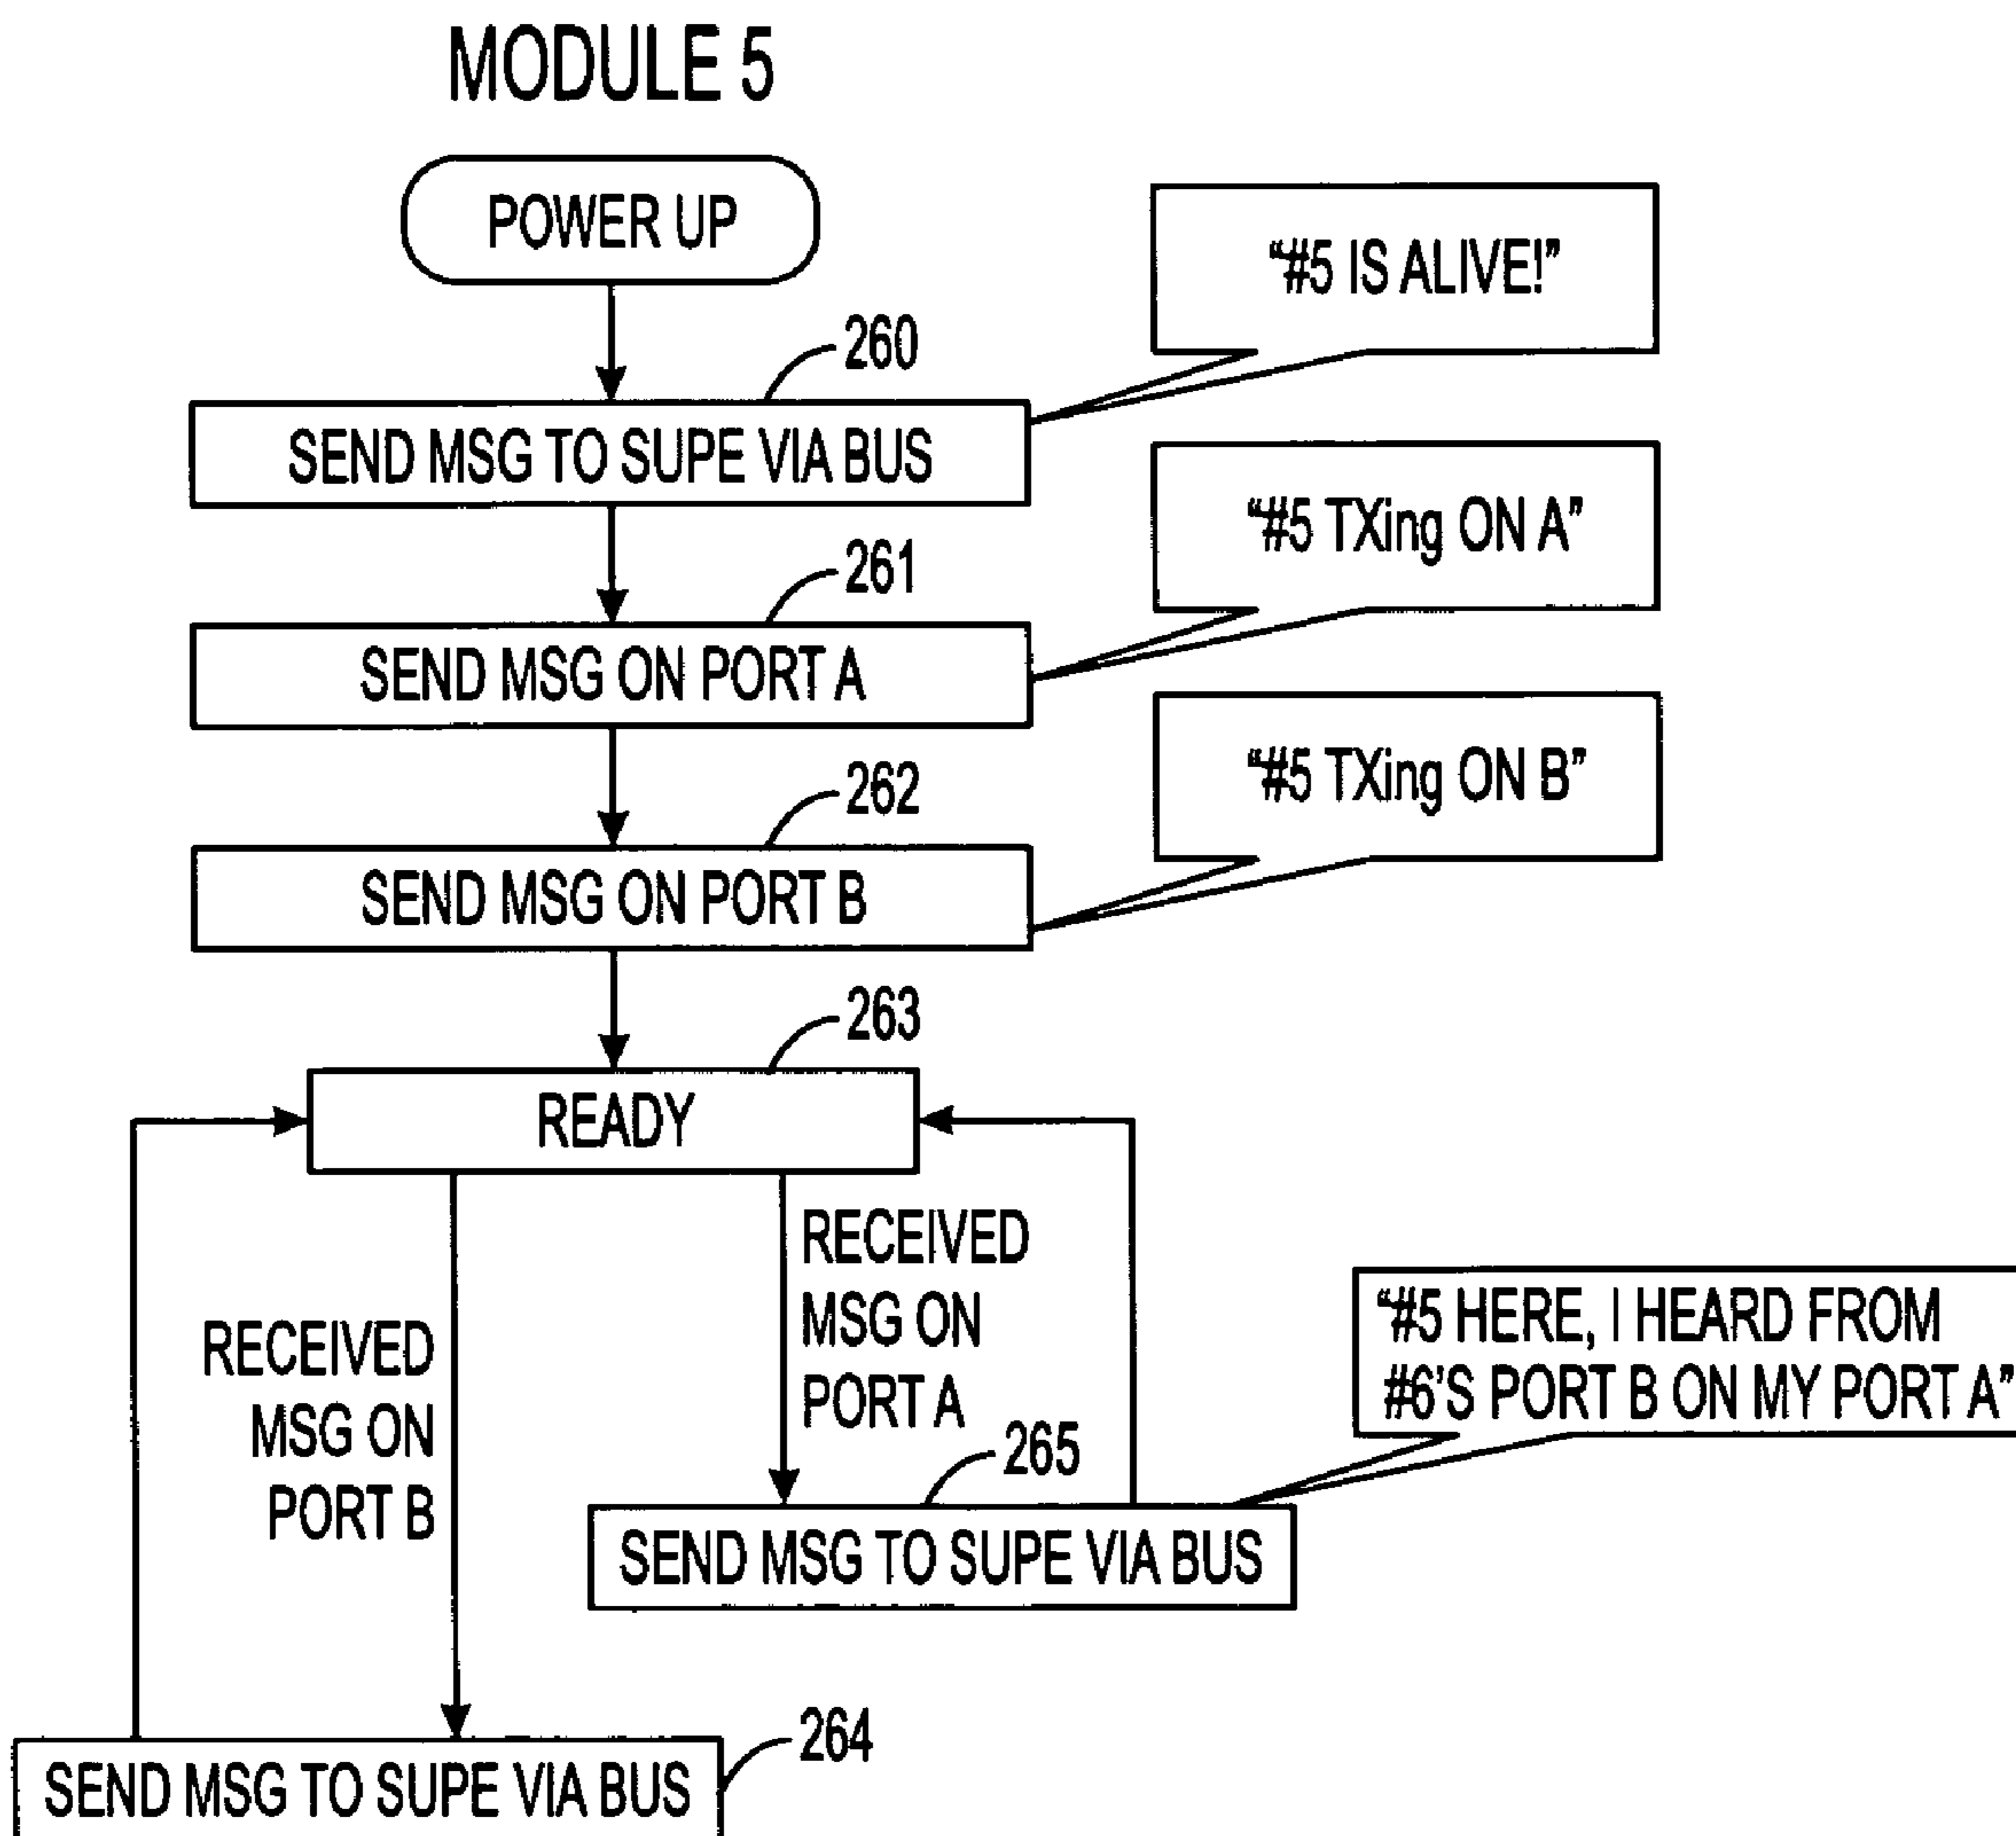 MODULE 5
POWER UP
"#5 IS ALIVE!"
260
SEND MSG TO SUPE VIA BUS
"#5 TXing ON A"
261
SEND MSG ON PORT A
"#5 TXing ON B"
262
SEND MSG ON PORT B
263
READY
RECEIVED
MSG ON
PORT A
RECEIVED
MSG ON
PORT B
"#5 HERE, I HEARD FROM
#6'S PORT B ON MY PORT A"
265
SEND MSG TO SUPE VIA BUS
264
SEND MSG TO SUPE VIA BUS